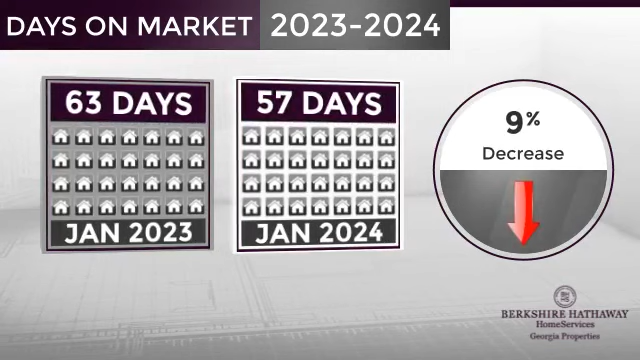 DAYS ON MARKET 2023-2024
63 DAYS
JAN 2023
57 DAYS
JAN 2024
9%
Decrease
BERKSHIRE HATHAWAY
HomeServices
Georgia Properties